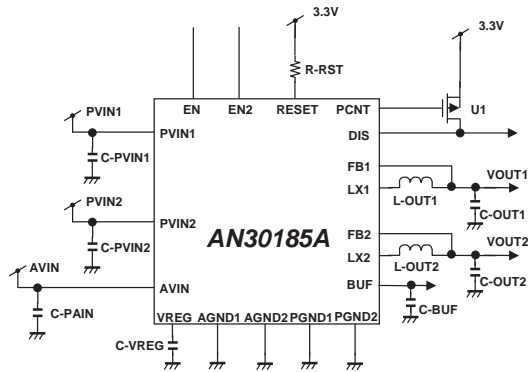 3.3V
3.3V
R-RST
EN
EN2
RESET
PCNT
U1
PVIN1
PVIN1
DIS
C-PVIN1
FB1
VOUT1
LX1
L-OUT1
C-OUT1
PVIN2
PVIN2
AN30185A
C-PVIN2
FB2
VOUT2
LX2
L-OUT2
C-OUT2
AVIN
AVIN
BUF
C-PAIN
C-BUF
VREG
AGND1
AGND2
PGND1
PGND2
C-VREG